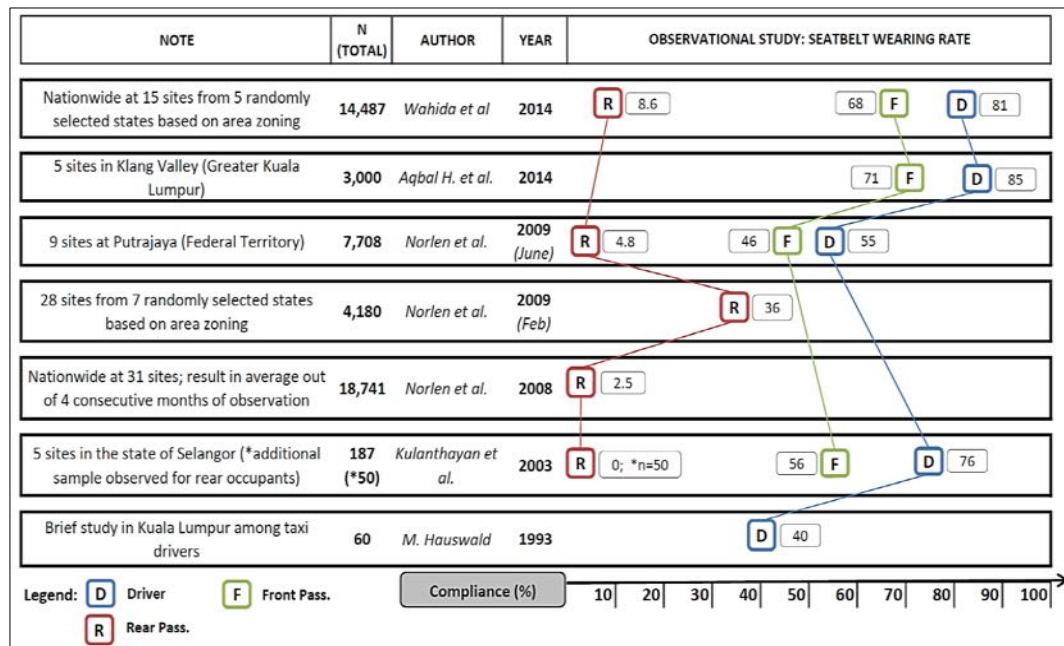 NOTE
N
(TOTAL)
AUTHOR
YEAR
OBSERVATIONAL STUDY: SEATBELT WEARING RATE
Nationwide at 15 sites from 5 randomly
selected states based on area zoning
14,487
Wahida et al
2014
R 8.6 68 F D 81
5 sites in Klang Valley (Greater Kuala
Lumpur)
3,000
Aqbal H. et al.
2014
71 F D 85
9 sites at Putrajaya (Federal Territory)
7,708
Norlen et al.
2009
(June)
R 4.8 46 F D 55
28 sites from 7 randomly selected states
based on area zoning
4,180
Norlen et al.
2009
(Feb)
R 36
Nationwide at 31 sites; result in average out
of 4 consecutive months of observation
18,741
Norlen et al.
2008
R 2.5
5 sites in the state of Selangor (*additional
sample observed for rear occupants)
187
(*50)
Kulanthayan et
al.
2003
R 0; *n=50 56 F D 76
Brief study in Kuala Lumpur among taxi
drivers
60
M. Hauswald
1993
D 40
Legend: D Driver F Front Pass.
R Rear Pass.
Compliance (%)
10 20 30 40 50 60 70 80 90 100